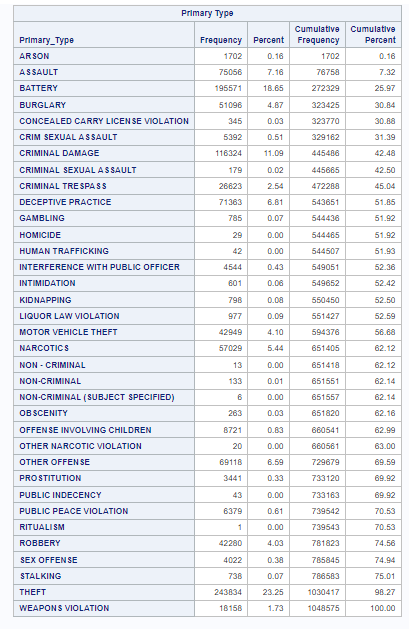 Primary Type
Cumulative Cumulative
Primary_Type Frequency Percent Frequency Percent
ARSON 1702 0.16 1702 0.16
ASSAULT 75056 7.16 76758 7.32
BATTERY 195571 18.65 272329 25.97
BURGLARY 51096 4.87 323425 30.84
CONCEALED CARRY LICENSE VIOLATION 345 0.03 323770 30.88
CRIM SEXUAL ASSAULT 5392 0.51 329162 31.39
CRIMINAL DAMAGE 116324 11.09 445486 42.48
CRIMINAL SEXUAL ASSAULT 179 0.02 445665 42.50
CRIMINAL TRESPASS 26623 2.54 472288 45.04
DECEPTIVE PRACTICE 71363 6.81 543651 51.85
GAMBLING 785 0.07 544436 51.92
HOMICIDE 29 0.00 544465 51.92
HUMAN TRAFFICKING 42 0.00 544507 51.93
INTERFERENCE WITH PUBLIC OFFICER 4544 0.43 549051 52.36
INTIMIDATION 601 0.06 549652 52.42
KIDNAPPING 798 0.08 550450 52.50
LIQUOR LAW VIOLATION 977 0.09 551427 52.59
MOTOR VEHICLE THEFT 42949 4.10 594376 56.68
NARCOTICS 57029 5.44 651405 62.12
NON - CRIMINAL 13 0.00 651418 62.12
NON-CRIMINAL 133 0.01 651551 62.14
NON-CRIMINAL (SUBJECT SPECIFIED) 6 0.00 651557 62.14
OBSCENITY 263 0.03 651820 62.16
OFFENSE INVOLVING CHILDREN 8721 0.83 660541 62.99
OTHER NARCOTIC VIOLATION 20 0.00 660561 63.00
OTHER OFFENSE 69118 6.59 729679 69.59
PROSTITUTION 3441 0.33 733120 69.92
PUBLIC INDECENCY 43 0.00 733163 69.92
PUBLIC PEACE VIOLATION 6379 0.61 739542 70.53
RITUALISM 1 0.00 739543 70.53
ROBBERY 42280 4.03 781823 74.56
SEX OFFENSE 4022 0.38 785845 74.94
STALKING 738 0.07 786583 75.01
THEFT 243834 23.25 1030417 98.27
WEAPONS VIOLATION 18158 1.73 1048575 100.00